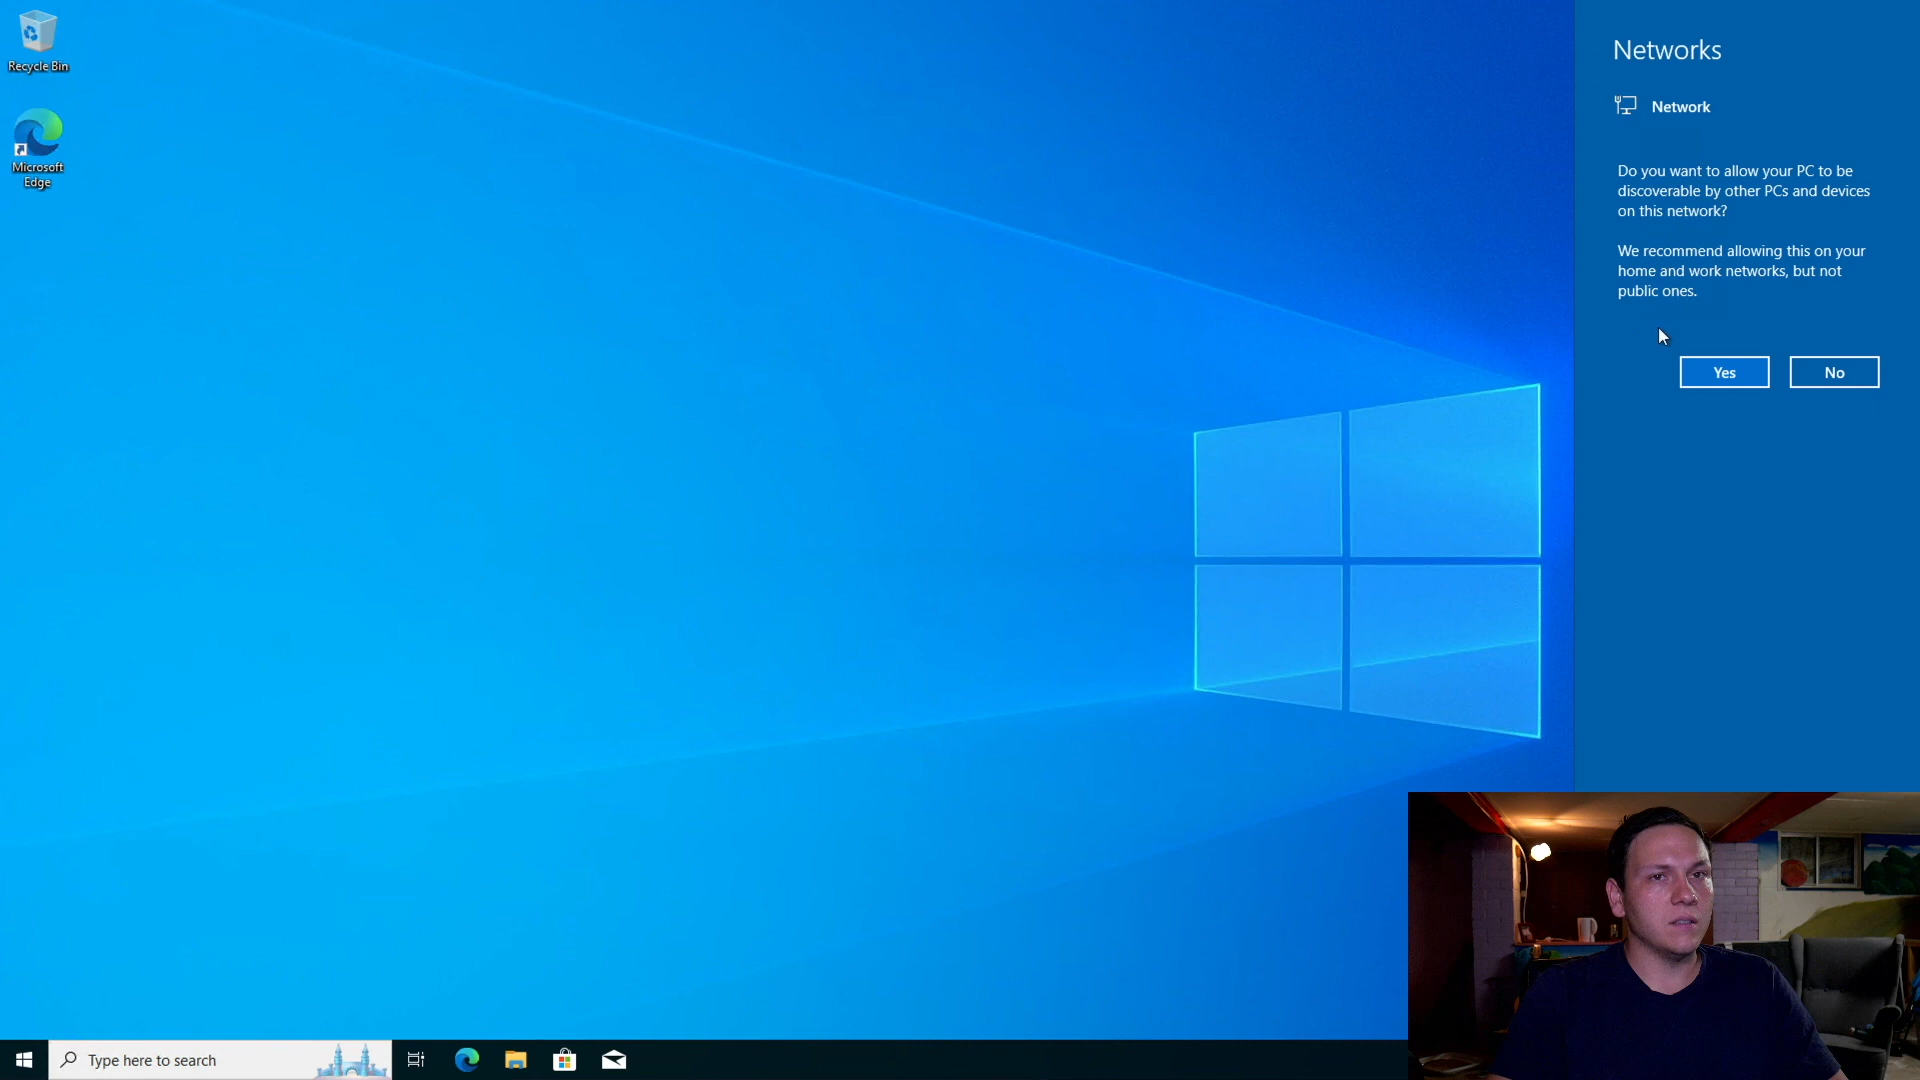 Recycle Bin
Microsoft
Edge
Networks
Network
Do you want to allow your PC to be
discoverable by other PCs and devices
on this network?
We recommend allowing this on your
home and work networks, but not
public ones.
Yes
No
Type here to search